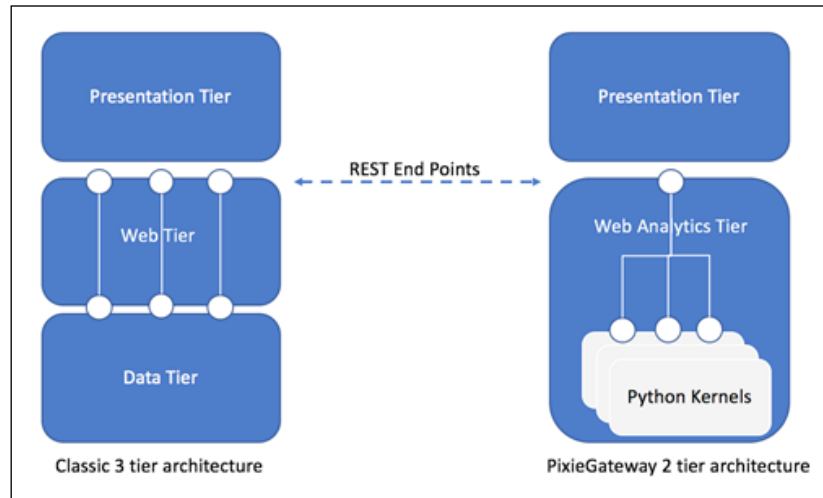 Presentation Tier
Web Tier
Data Tier
Classic 3 tier architecture
REST End Points
Presentation Tier
Web Analytics Tier
Python Kernels
PixieGateway 2 tier architecture